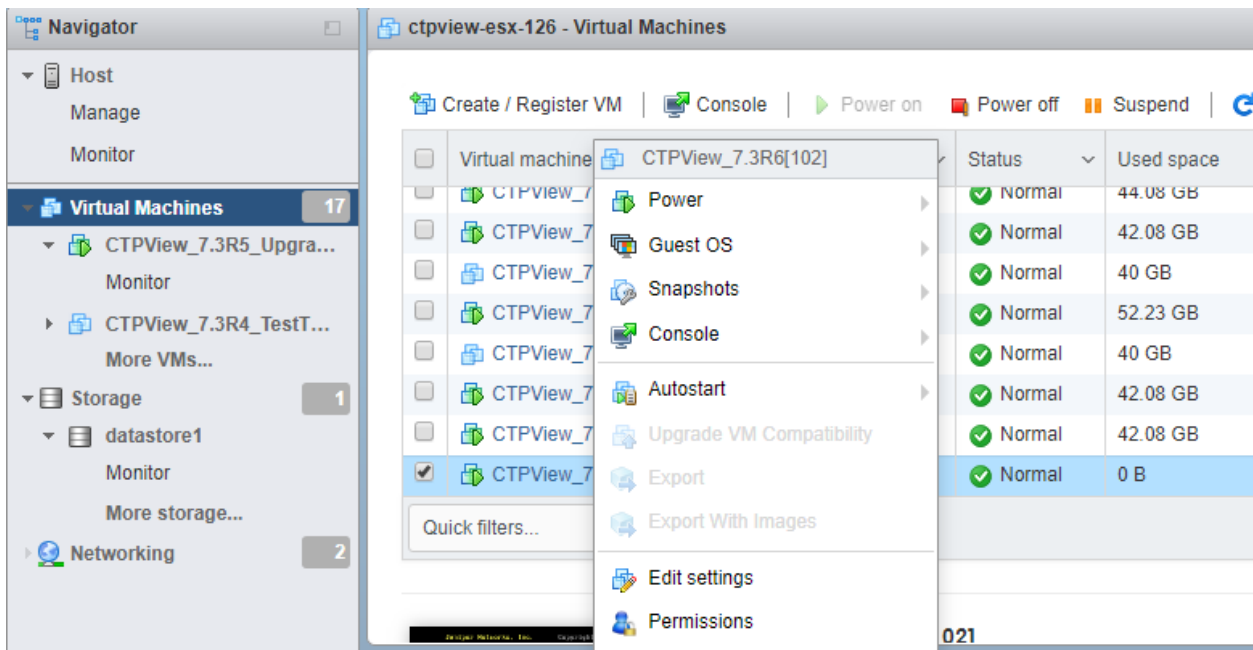 Navigator
Host
Manage
Monitor
Virtual Machines 17
CTPView_7.3R5_Upgra...
Monitor
CTPView_7.3R4_TestT...
More VMs...
Storage 1
datastore1
Monitor
More storage...
Networking 2
ctpview-esx-126 - Virtual Machines
Create / Register VM Console Power on Power off Suspend
Virtual machine Status Used space
CTPView_7 Normal 44.08 GB
CTPView_7 Normal 42.08 GB
CTPView_7 Normal 40 GB
CTPView_7 Normal 52.23 GB
CTPView_7 Normal 40 GB
CTPView_7 Normal 42.08 GB
CTPView_7 Normal 42.08 GB
CTPView_7 Normal 0 B
Quick filters...
CTPView_7.3R6[102]
Power
Guest OS
Snapshots
Console
Autostart
Upgrade VM Compatibility
Export
Export With Images
Edit settings
Permissions
Juniper Networks, Inc.
021